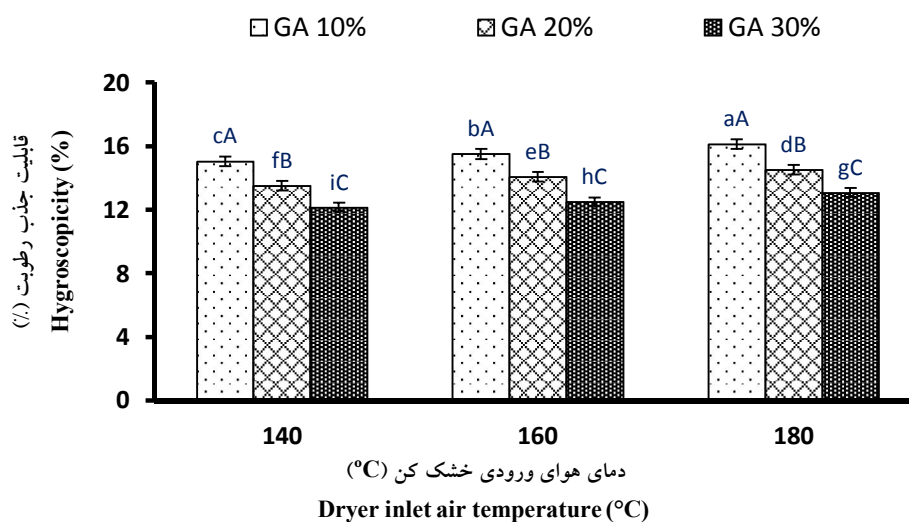 GA 10% GA 20% GA 30%
قابلیت جذب رطوبت (٪)
Hygroscopicity (%)
20
16
12
8
4
0
cA fB iC bA eB hC aA dB gC
140 160 180
دمای هوای ورودی خشک کن (°C)
Dryer inlet air temperature (°C)